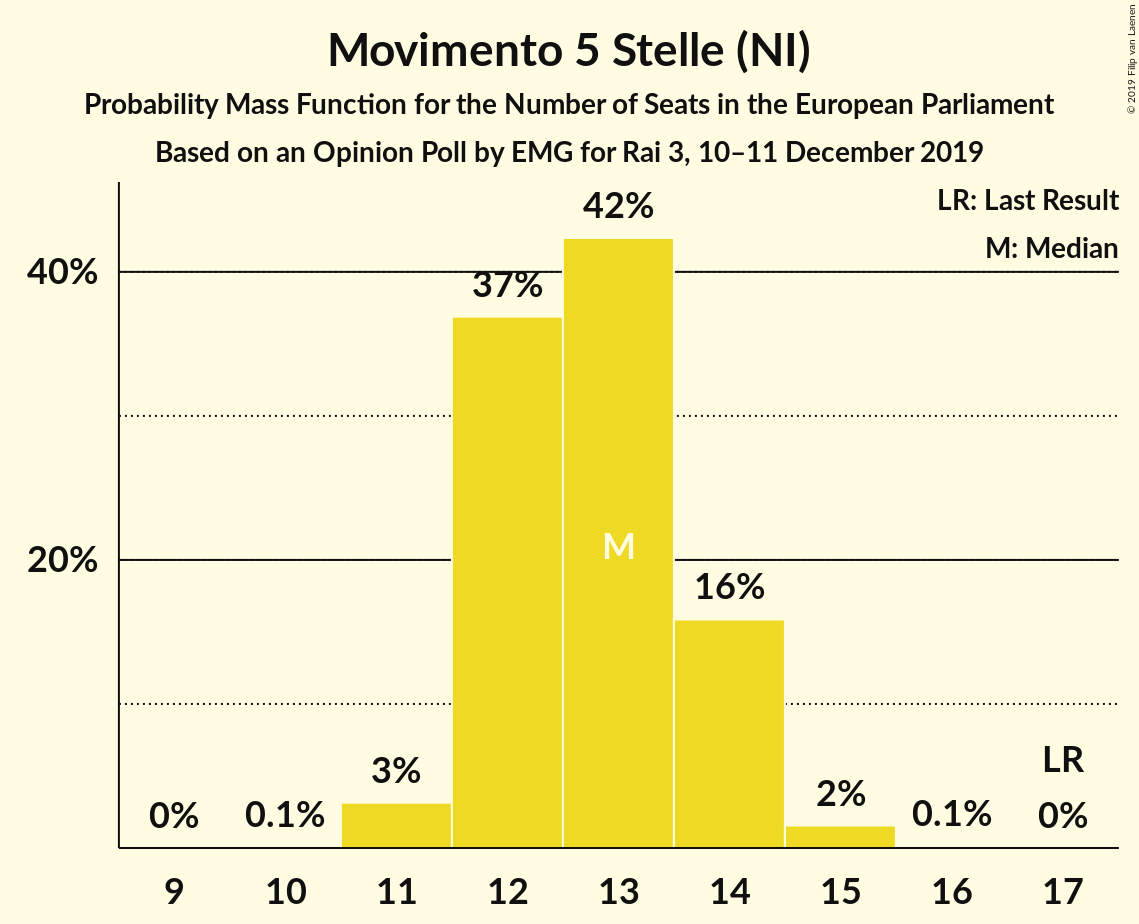 Movimento 5 Stelle (NI)
Probability Mass Function for the Number of Seats in the European Parliament
Based on an Opinion Poll by EMG for Rai 3, 10–11 December 2019
© 2019 Filip van Laenen
LR: Last Result
M: Median
40%
20%
0%
0.1%
3%
37%
42%
M
16%
2%
0.1%
LR
0%
9 10 11 12 13 14 15 16 17